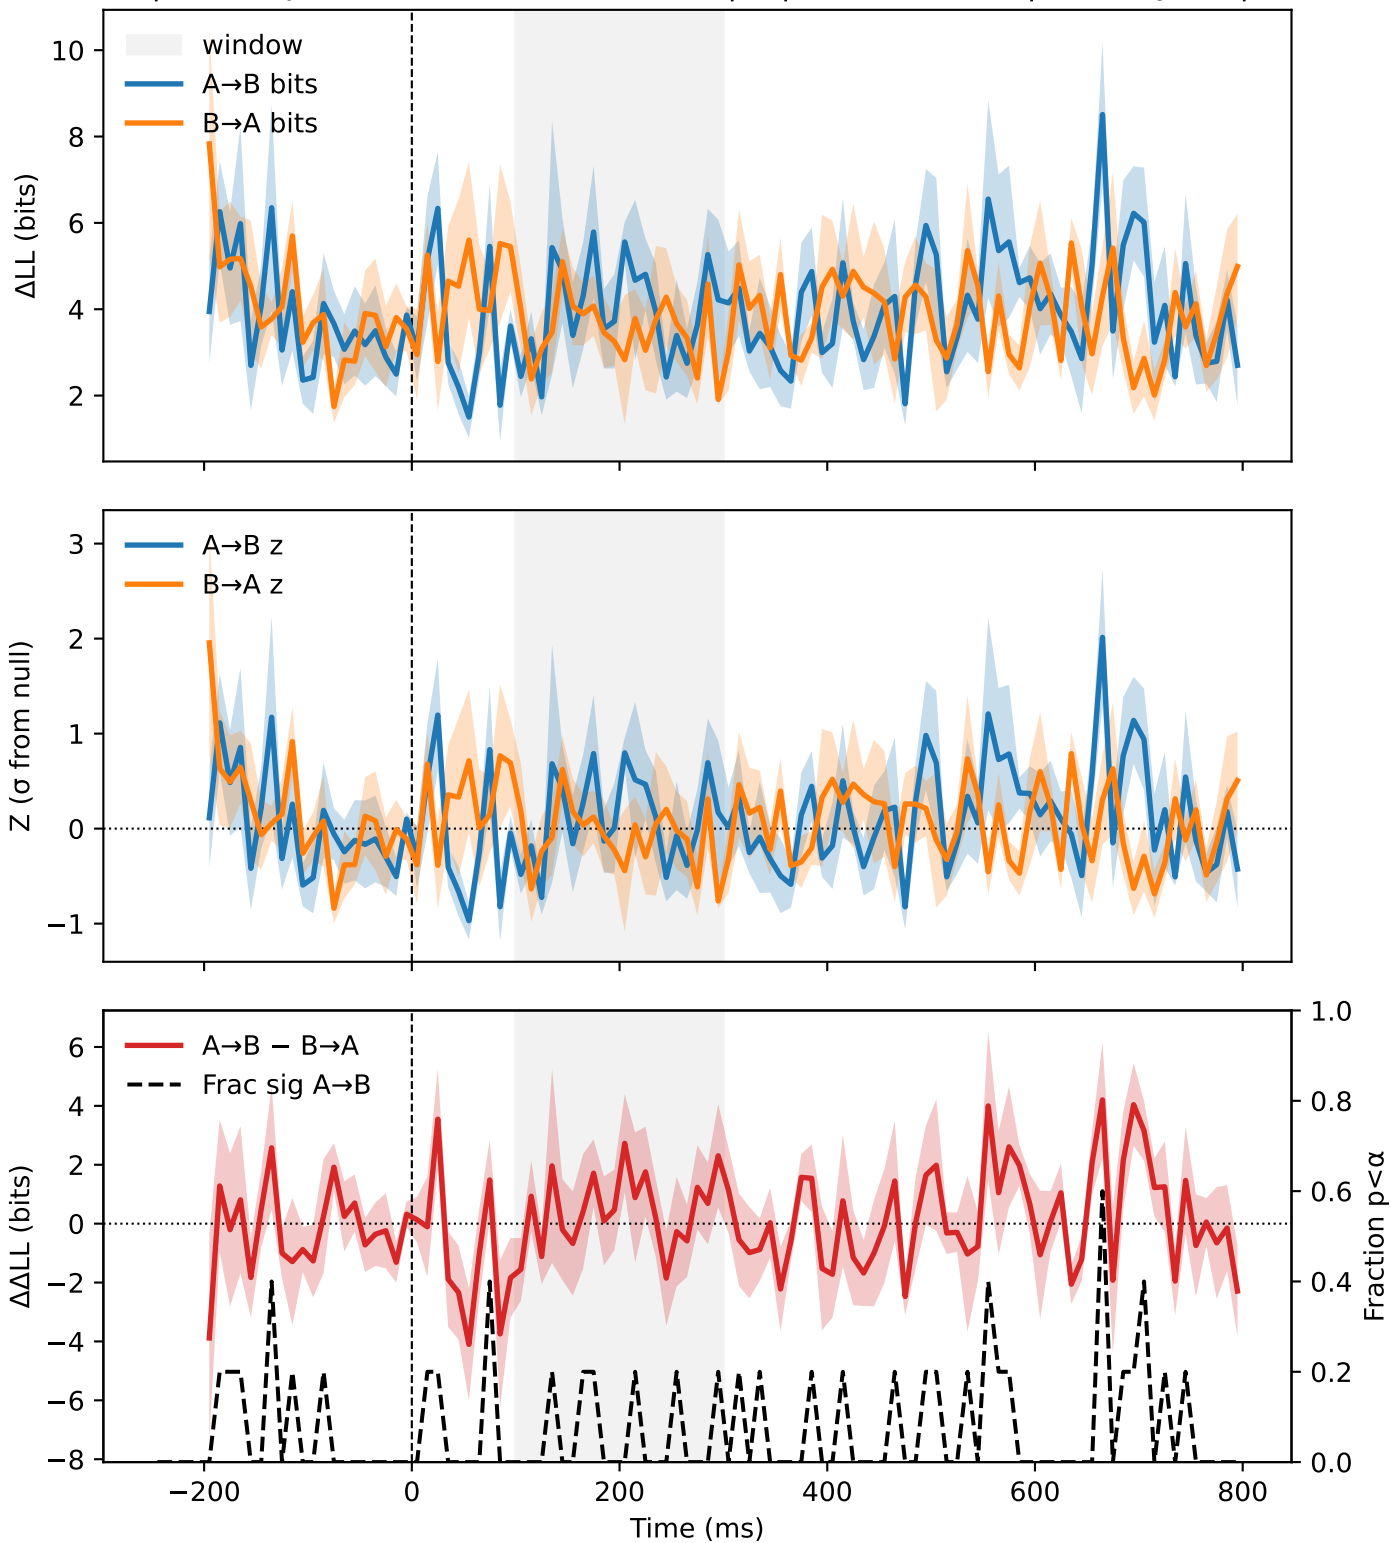 window
A→B bits
B→A bits
ΔLL (bits)
10
8
6
4
2
A→B z
B→A z
Z (σ from null)
3
2
1
0
−1
A→B − B→A
Frac sig A→B
ΔΔLL (bits)
6
4
2
0
−2
−4
−6
−8
1.0
0.8
0.6
0.4
0.2
0.0
Fraction p<α
−200 0 200 400 600 800
Time (ms)